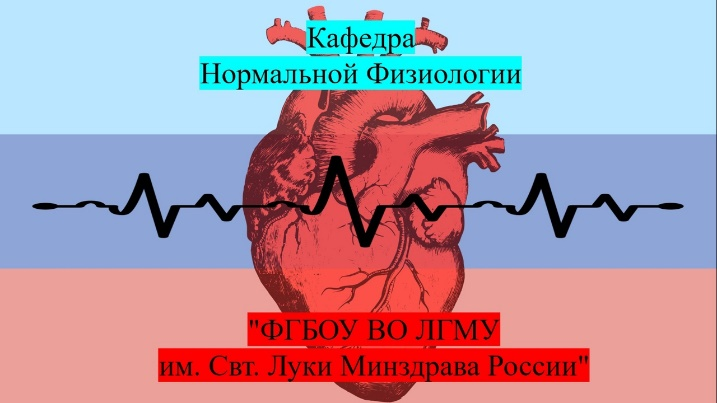 Кафедра
Нормальной Физиологии
"ФГБОУ ВО ЛГМУ
им. Свт. Луки Минздрава России"